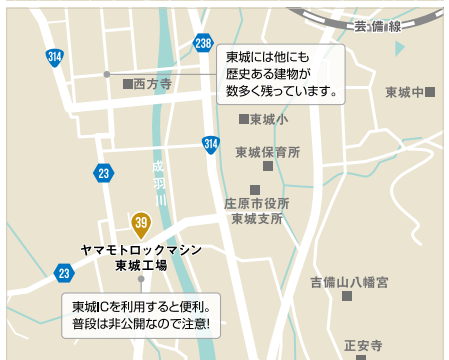 芸備線
238
314
東城には他にも
歴史ある建物が
数多く残っています。
西方寺
東城中
東城小
314
東城保育所
成羽川
23
庄原市役所
東城支所
39
ヤマモトロックマシン
東城工場
23
吉備山八幡宮
東城ICを利用すると便利。
普段は非公開なので注意!
正安寺